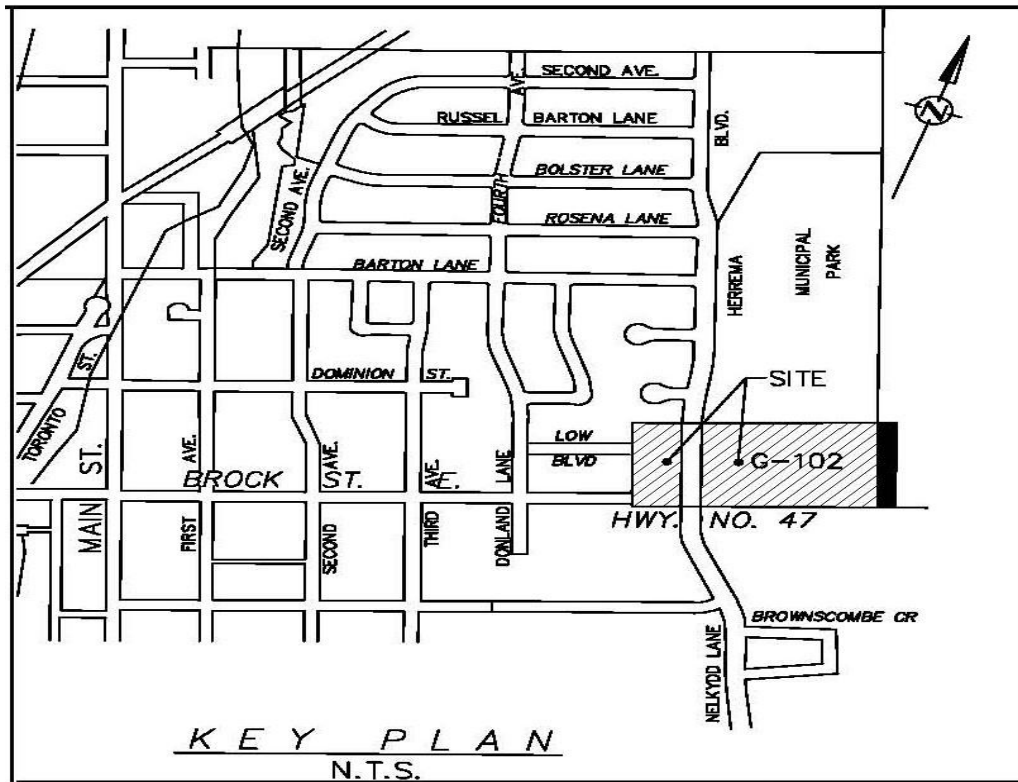 SECOND AVE.
AVE.
RUSSEL BARTON LANE
BLVD.
BOLSTER LANE
FOURTH
ROSENA LANE
SECOND AVE.
BARTON LANE
HERREMA
MUNICIPAL
PARK
N
DOMINION ST.
SITE
TORONTO ST.
LOW
BLVD
G-102
MAIN ST.
FIRST AVE.
BROCK ST. E.
SECOND AVE.
THIRD AVE.
DONLAND LANE
HWY. NO. 47
BROWNSCOMBE CR
NELKYDD LANE
KEY PLAN
N.T.S.